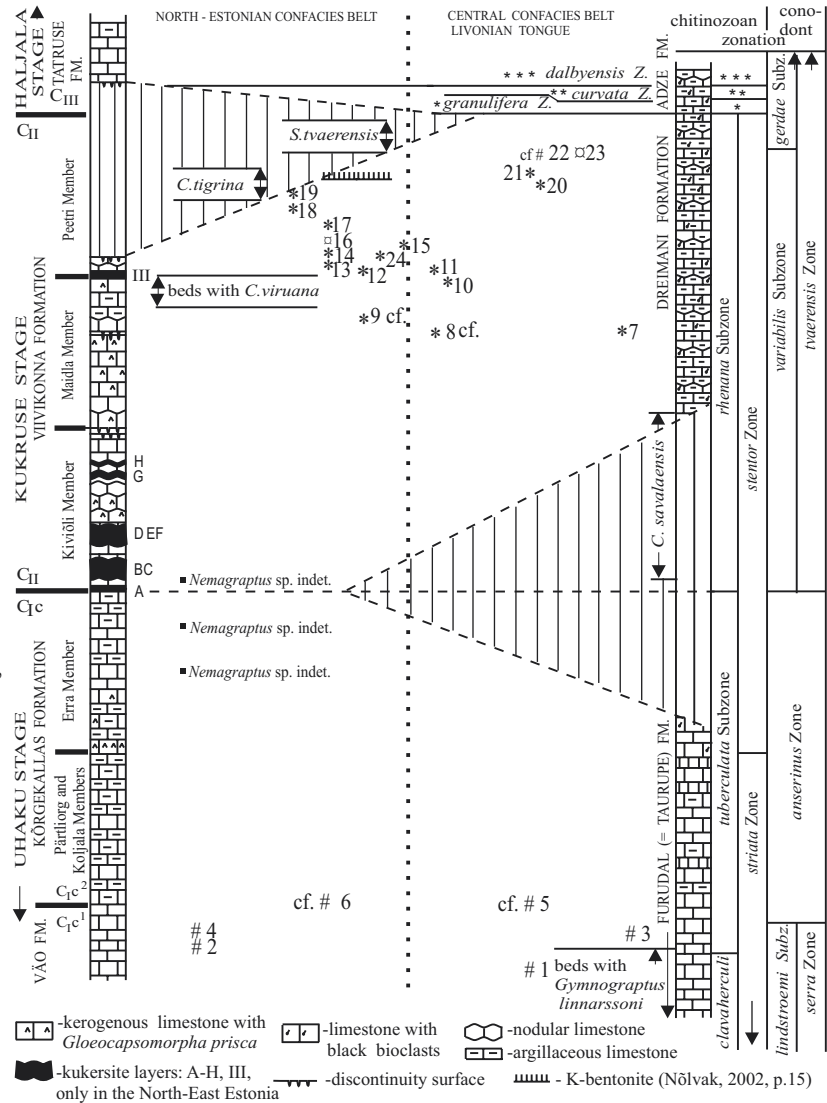 NORTH - ESTONIAN CONFACIES BELT
CENTRAL CONFACIES BELT
LIVONIAN TONGUE
chitinozoan
zonation
cono-
dont
HALJALA
STAGE
TATRUSE
FM.
CIII
CII
Peetri Member
VIIVIKONNA FORMATION
KUKRUSE STAGE
Maidla Member
Kiviõli Member
CII
CIc
Erra Member
KÕRGEKALLAS FORMATION
UHAKU STAGE
Pärtliorg and
Koljala Members
CIc2
CIc1
VÄO FM.
III
H
G
D EF
BC
A
*** dalbyensis Z.
** curvata Z.
* granulifera Z.
S.tvaerensis
C.tigrina
cf # 22 ¤23
21*
*20
*19
*18
*17
¤16
*15
*14
*24
*13
*12
*11
*10
beds with C.viruana
*9 cf.
*8cf.
*7
C. savalaensis
■ Nemagraptus sp. indet.
■ Nemagraptus sp. indet.
■ Nemagraptus sp. indet.
cf. # 6
cf. # 5
# 4
# 2
# 3
# 1
beds with
Gymnograptus
linnarssoni
ADZE FM.
DREIMANI FORMATION
FURUDAL (= TAURUPE) FM.
***
**
*
rhenana Subzone
tuberculata Subzone
clavaherculi
stentor Zone
striata Zone
gerdae Subz.
variabilis Subzone
tvaerensis Zone
anserinus Zone
lindstroemi Subz.
serra Zone
-kerogenous limestone with
Gloeocapsomorpha prisca
-limestone with
black bioclasts
-nodular limestone
-argillaceous limestone
-kukersite layers: A-H, III,
only in the North-East Estonia
-discontinuity surface
- K-bentonite (Nõlvak, 2002, p.15)